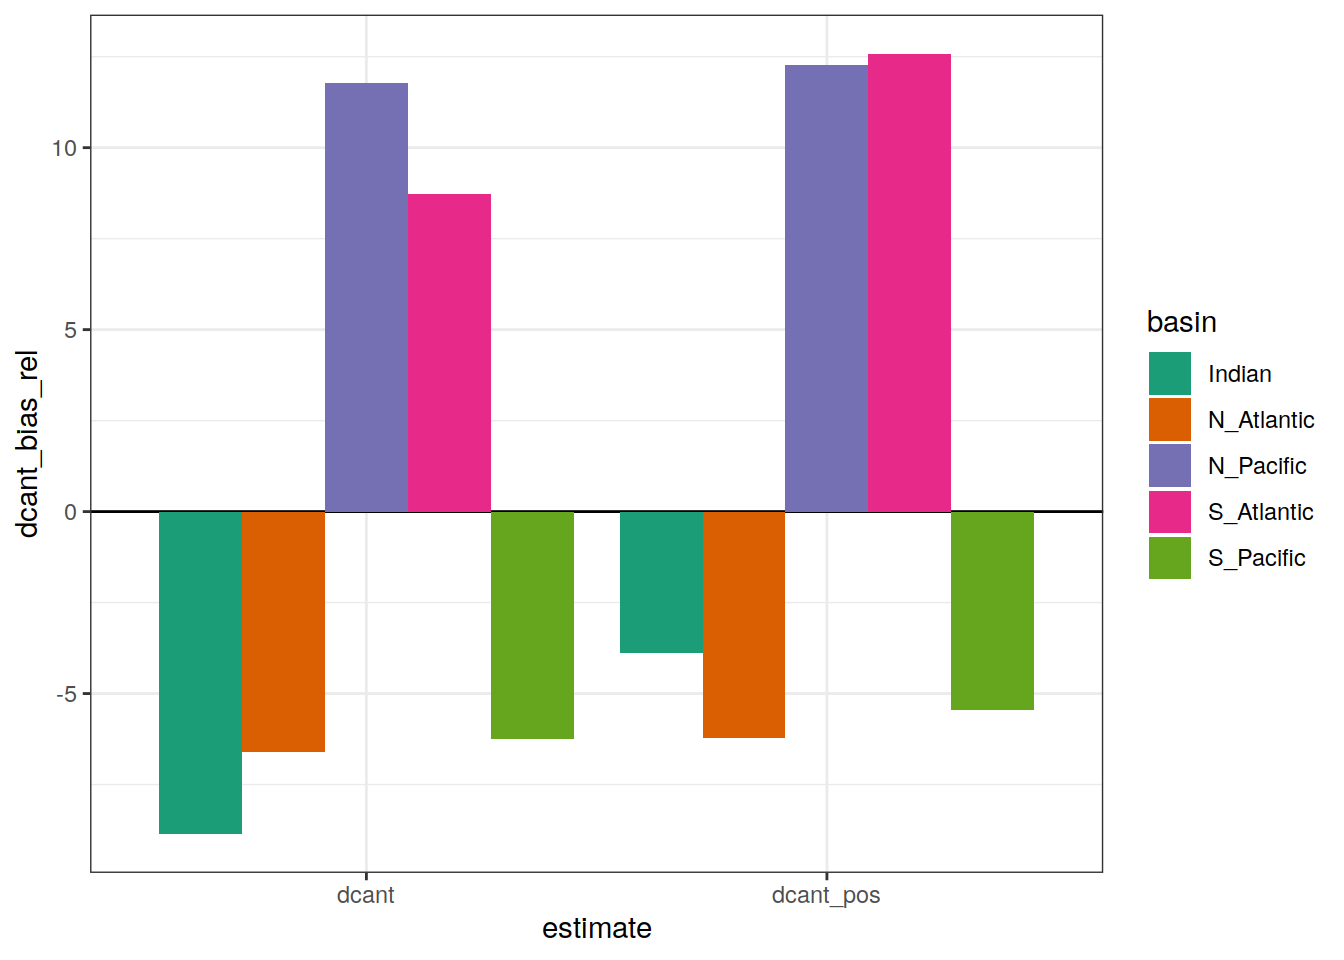 dcant_bias_rel
10
5
0
-5
dcant
dcant_pos
estimate
basin
Indian
N_Atlantic
N_Pacific
S_Atlantic
S_Pacific